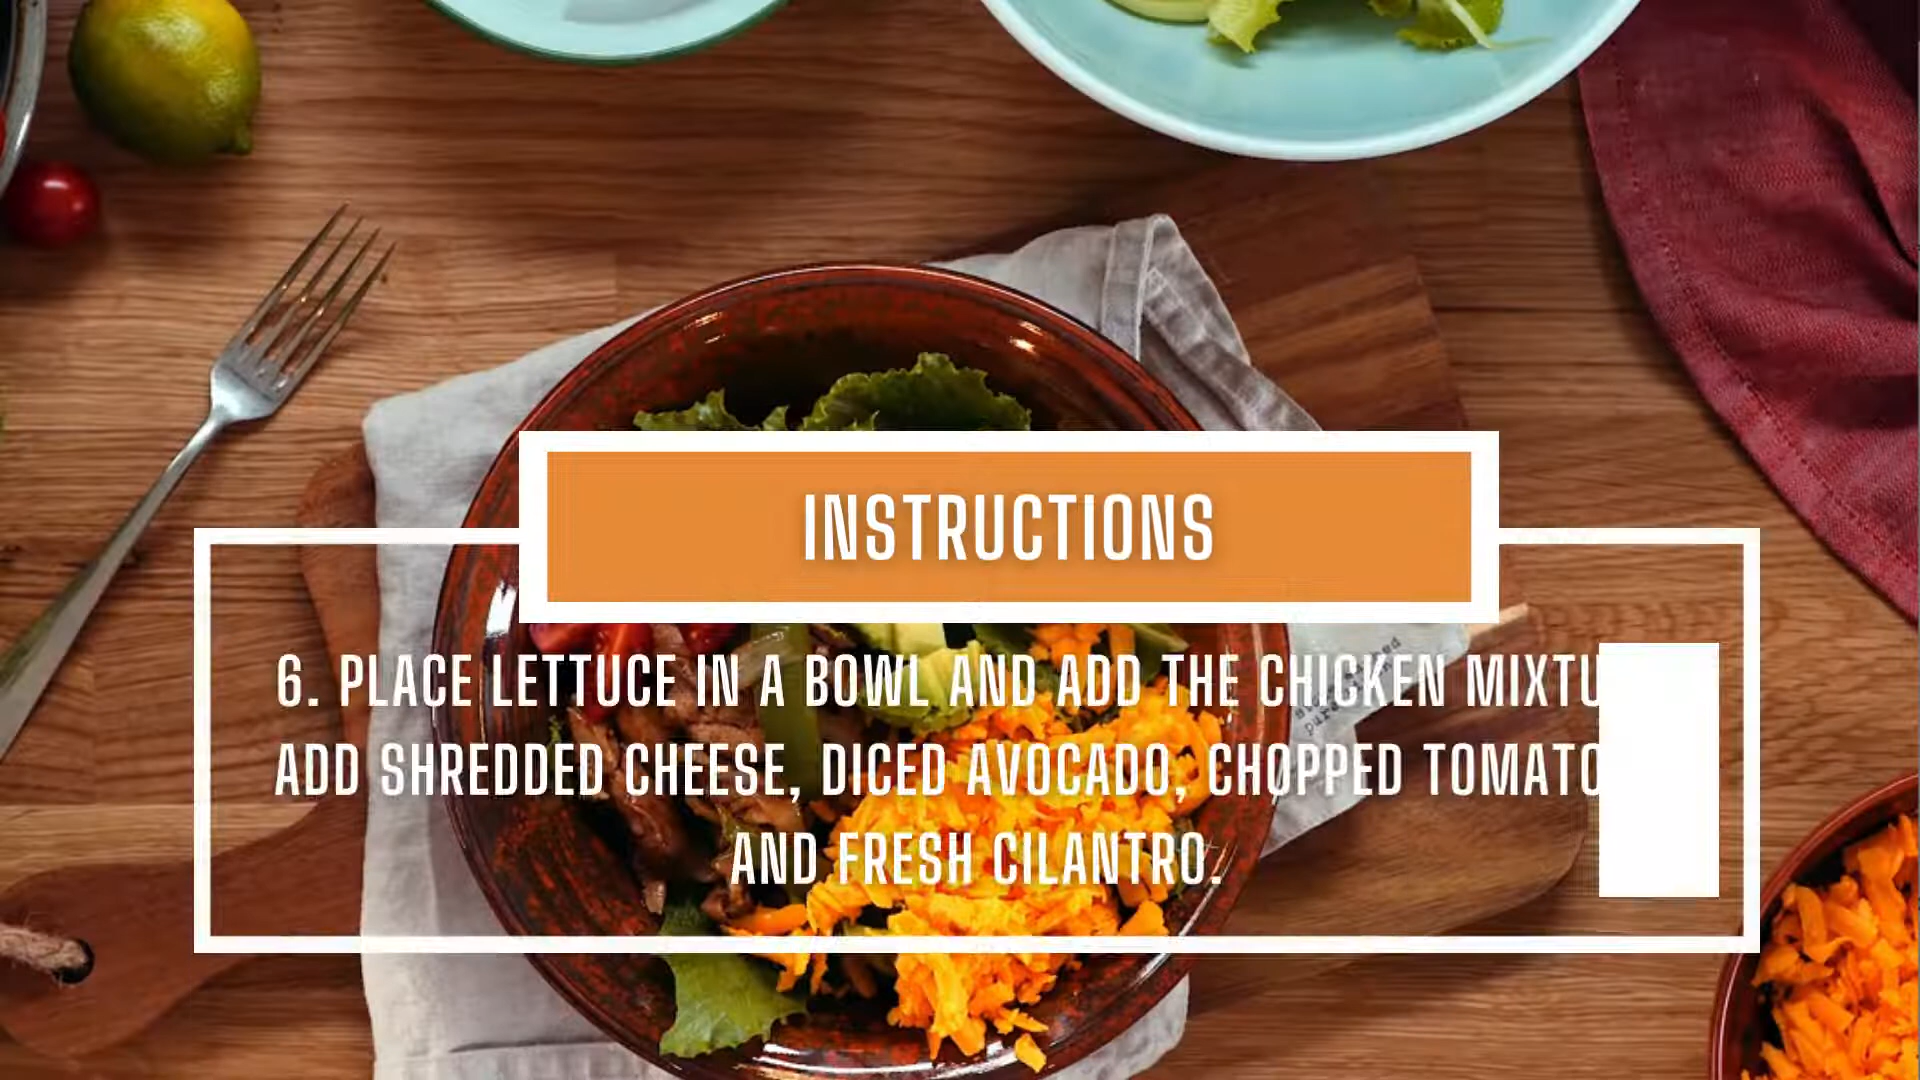 INSTRUCTIONS
6. PLACE LETTUCE IN A BOWL AND ADD THE CHICKEN
ADD SHREDDED CHEESE, DICED AVOCADO, CHOPPED
AND FRESH CILANTRO.